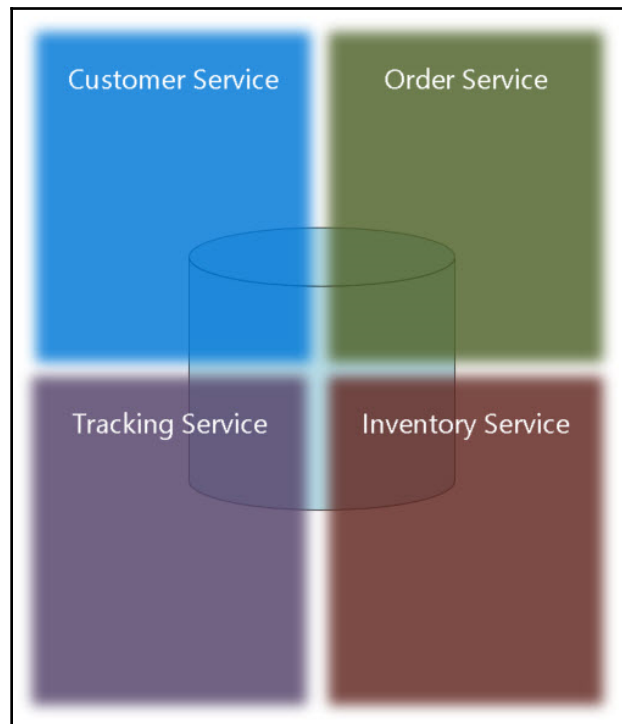 Customer Service
Order Service
Tracking Service
Inventory Service